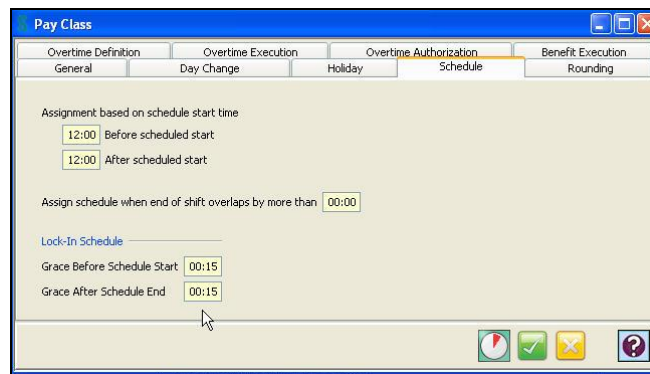 Pay Class
Overtime Definition Overtime Execution Overtime Authorization Benefit Execution
General Day Change Holiday Schedule Rounding
Assignment based on schedule start time
12:00 Before scheduled start
12:00 After scheduled start
Assign schedule when end of shift overlaps by more than 00:00
Lock-In Schedule
Grace Before Schedule Start 00:15
Grace After Schedule End 00:15
?